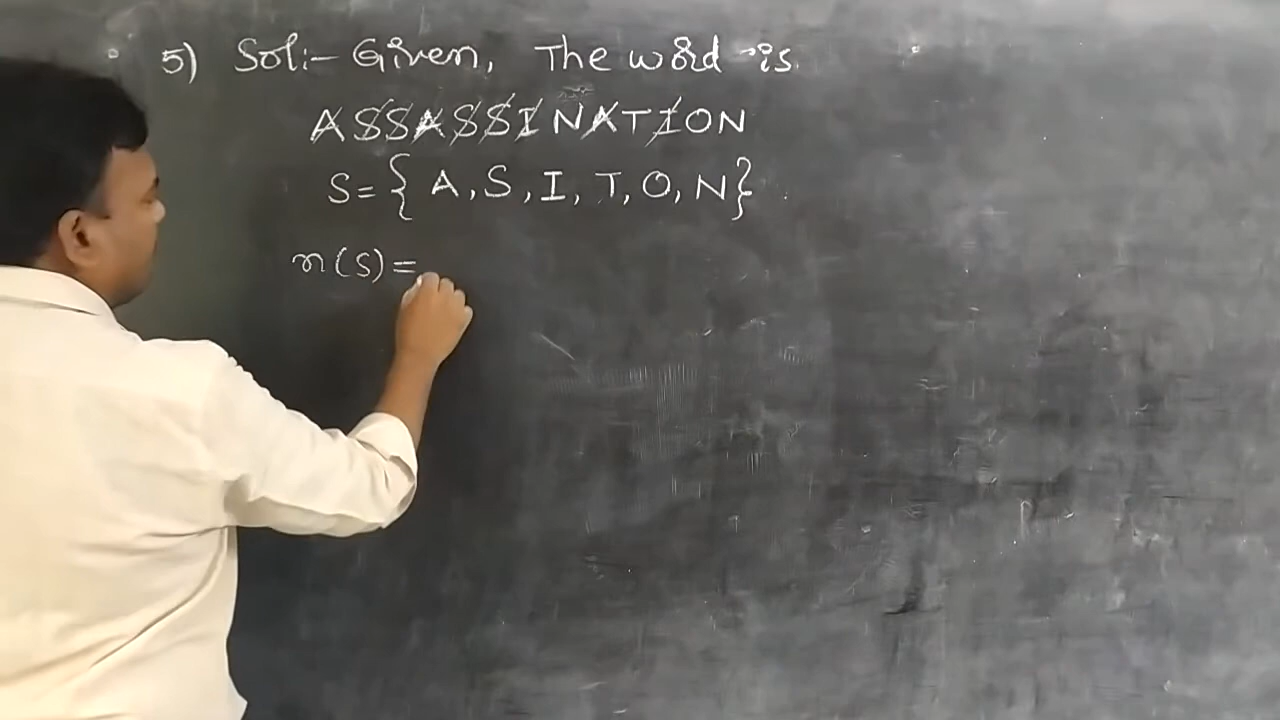 5) Sol:- Given, The word is.
ASSASSINATION
S = { A, S, I, T, O, N}
n(S) =